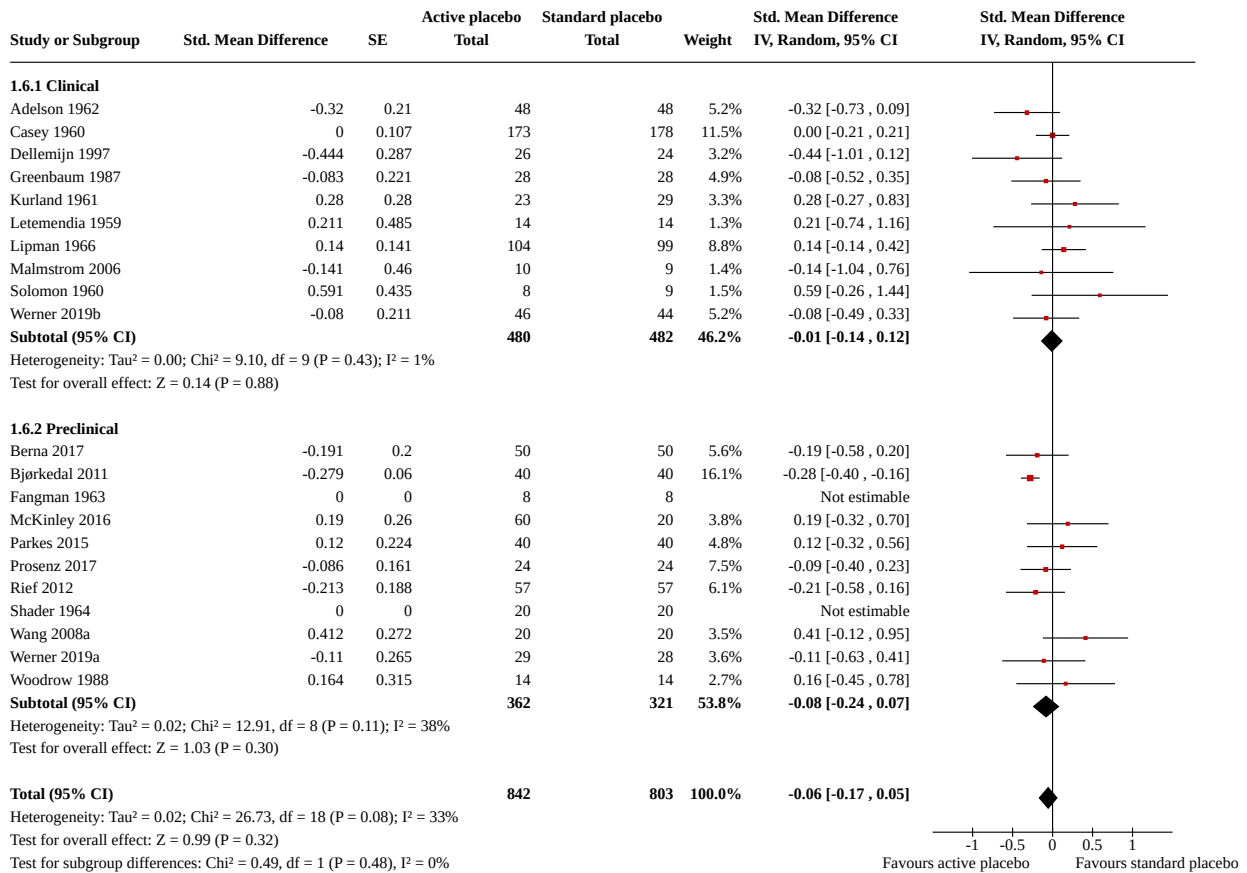 Active placebo Standard placebo Std. Mean Difference Std. Mean Difference
Study or Subgroup Std. Mean Difference SE Total Total Weight IV, Random, 95% CI IV, Random, 95% CI
1.6.1 Clinical
Adelson 1962 -0.32 0.21 48 48 5.2% -0.32 [-0.73 , 0.09]
Casey 1960 0 0.107 173 178 11.5% 0.00 [-0.21 , 0.21]
Dellemijn 1997 -0.444 0.287 26 24 3.2% -0.44 [-1.01 , 0.12]
Greenbaum 1987 -0.083 0.221 28 28 4.9% -0.08 [-0.52 , 0.35]
Kurland 1961 0.28 0.28 23 29 3.3% 0.28 [-0.27 , 0.83]
Letemendia 1959 0.211 0.485 14 14 1.3% 0.21 [-0.74 , 1.16]
Lipman 1966 0.14 0.141 104 99 8.8% 0.14 [-0.14 , 0.42]
Malmstrom 2006 -0.141 0.46 10 9 1.4% -0.14 [-1.04 , 0.76]
Solomon 1960 0.591 0.435 8 9 1.5% 0.59 [-0.26 , 1.44]
Werner 2019b -0.08 0.211 46 44 5.2% -0.08 [-0.49 , 0.33]
Subtotal (95% CI) 480 482 46.2% -0.01 [-0.14 , 0.12]
Heterogeneity: Tau² = 0.00; Chi² = 9.10, df = 9 (P = 0.43); I² = 1%
Test for overall effect: Z = 0.14 (P = 0.88)
1.6.2 Preclinical
Berna 2017 -0.191 0.2 50 50 5.6% -0.19 [-0.58 , 0.20]
Bjørkedal 2011 -0.279 0.06 40 40 16.1% -0.28 [-0.40 , -0.16]
Fangman 1963 0 0 8 8 Not estimable
McKinley 2016 0.19 0.26 60 20 3.8% 0.19 [-0.32 , 0.70]
Parkes 2015 0.12 0.224 40 40 4.8% 0.12 [-0.32 , 0.56]
Prosenz 2017 -0.086 0.161 24 24 7.5% -0.09 [-0.40 , 0.23]
Rief 2012 -0.213 0.188 57 57 6.1% -0.21 [-0.58 , 0.16]
Shader 1964 0 0 20 20 Not estimable
Wang 2008a 0.412 0.272 20 20 3.5% 0.41 [-0.12 , 0.95]
Werner 2019a -0.11 0.265 29 28 3.6% -0.11 [-0.63 , 0.41]
Woodrow 1988 0.164 0.315 14 14 2.7% 0.16 [-0.45 , 0.78]
Subtotal (95% CI) 362 321 53.8% -0.08 [-0.24 , 0.07]
Heterogeneity: Tau² = 0.02; Chi² = 12.91, df = 8 (P = 0.11); I² = 38%
Test for overall effect: Z = 1.03 (P = 0.30)
Total (95% CI) 842 803 100.0% -0.06 [-0.17 , 0.05]
Heterogeneity: Tau² = 0.02; Chi² = 26.73, df = 18 (P = 0.08); I² = 33%
Test for overall effect: Z = 0.99 (P = 0.32) -1 -0.5 0 0.5 1
Test for subgroup differences: Chi² = 0.49, df = 1 (P = 0.48), I² = 0% Favours active placebo Favours standard placebo